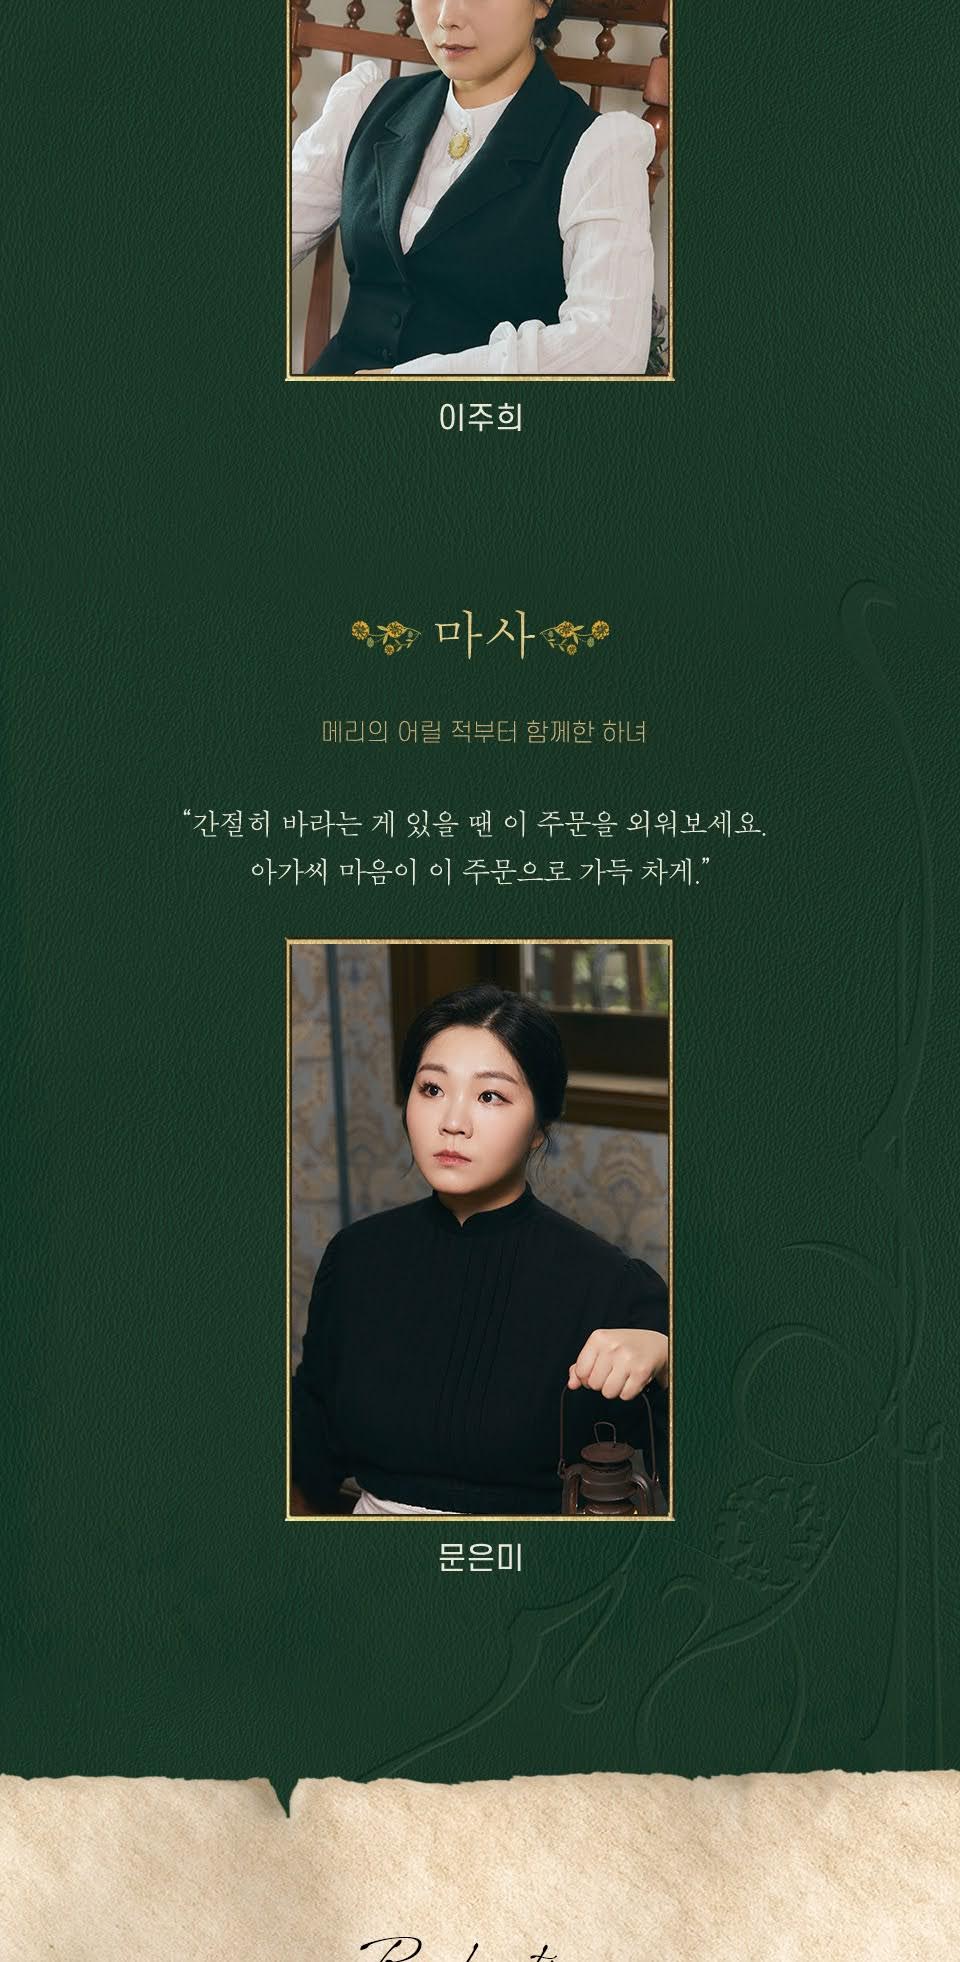 이주희
마사
메리의 어릴 적부터 함께한 하녀
“간절히 바라는 게 있을 땐 이 주문을 외워보세요.
아가씨 마음이 이 주문으로 가득 차게.”
문은미